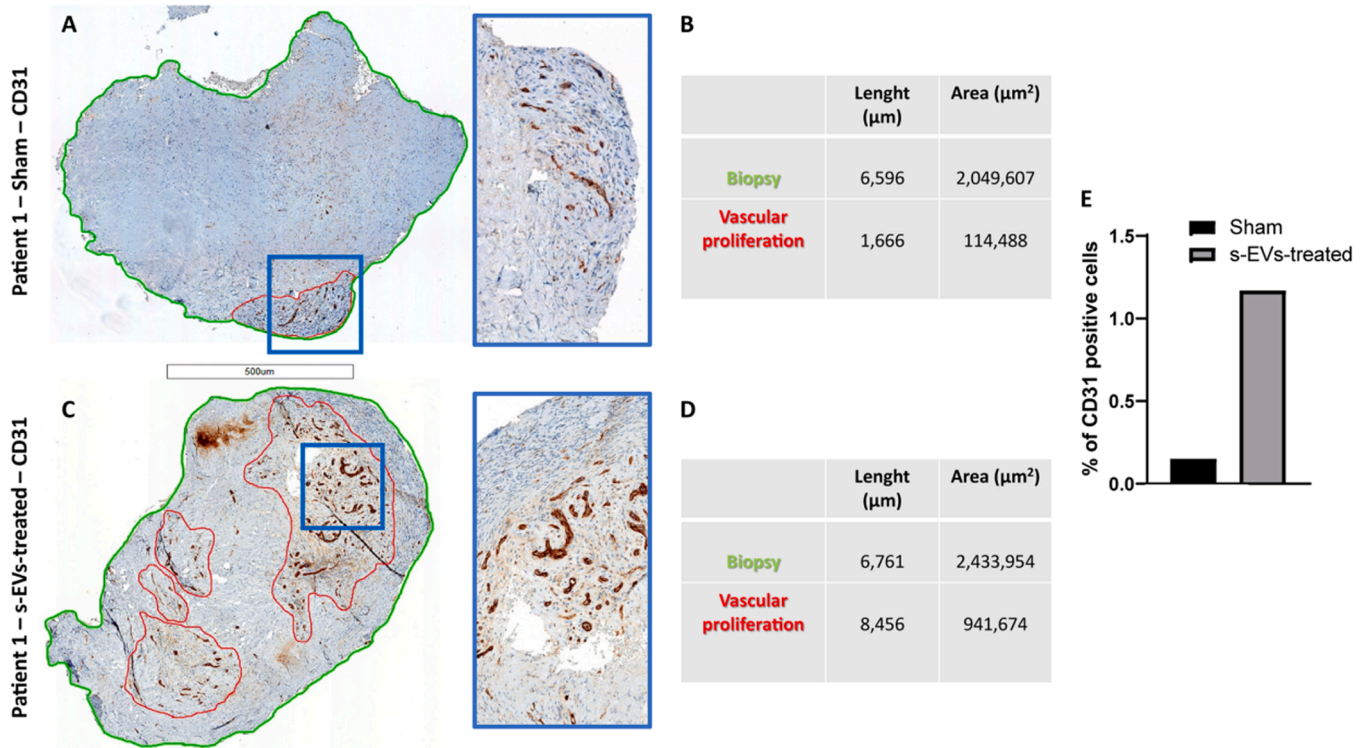 A
B
Patient 1 – Sham – CD31
Lenght
(µm)
Area (µm²)
Biopsy
6,596
2,049,607
Vascular
proliferation
1,666
114,488
500um
C
D
Patient 1 – s-EVs-treated – CD31
Lenght
(µm)
Area (µm²)
Biopsy
6,761
2,433,954
Vascular
proliferation
8,456
941,674
E
Sham
s-EVs-treated
% of CD31 positive cells
1.5
1.0
0.5
0.0